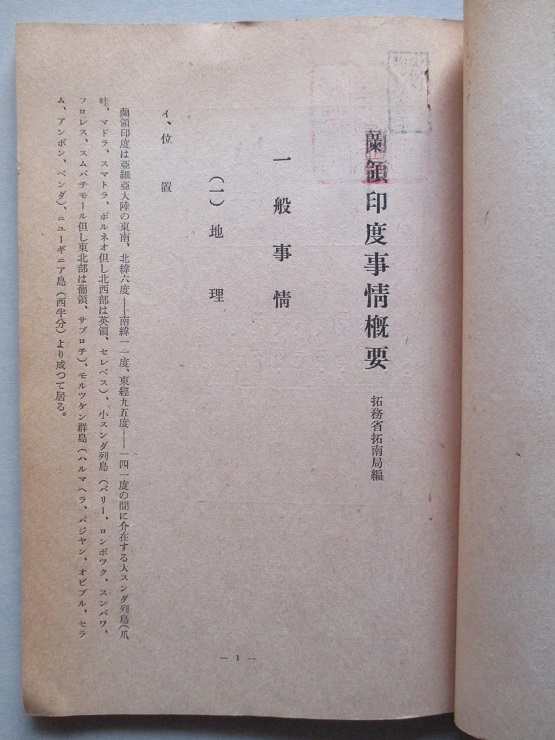 蘭領印度事情概要
拓務省拓南局編
一般事情
(一)地理
イ、位置
蘭領印度は亞細亞大陸の東南、北緯六度——南緯一一度、東經九五度——一四一度の間に介在する大スンダ列島(爪
哇、マドラ、スマトラ、ボルネオ但し北西部は英領、セレベス)、小スンダ列島(バリー、ロンボツク、スンバワ、
フロレス、スムバチモール但し東北部は葡領、サブロチ)、モルツケン群島(ハルマヘラ、バジヤン、オビブル、セラ
ム、アンボン、ベンダ)、ニューギニア島(西半分)より成つて居る。
— 1 —